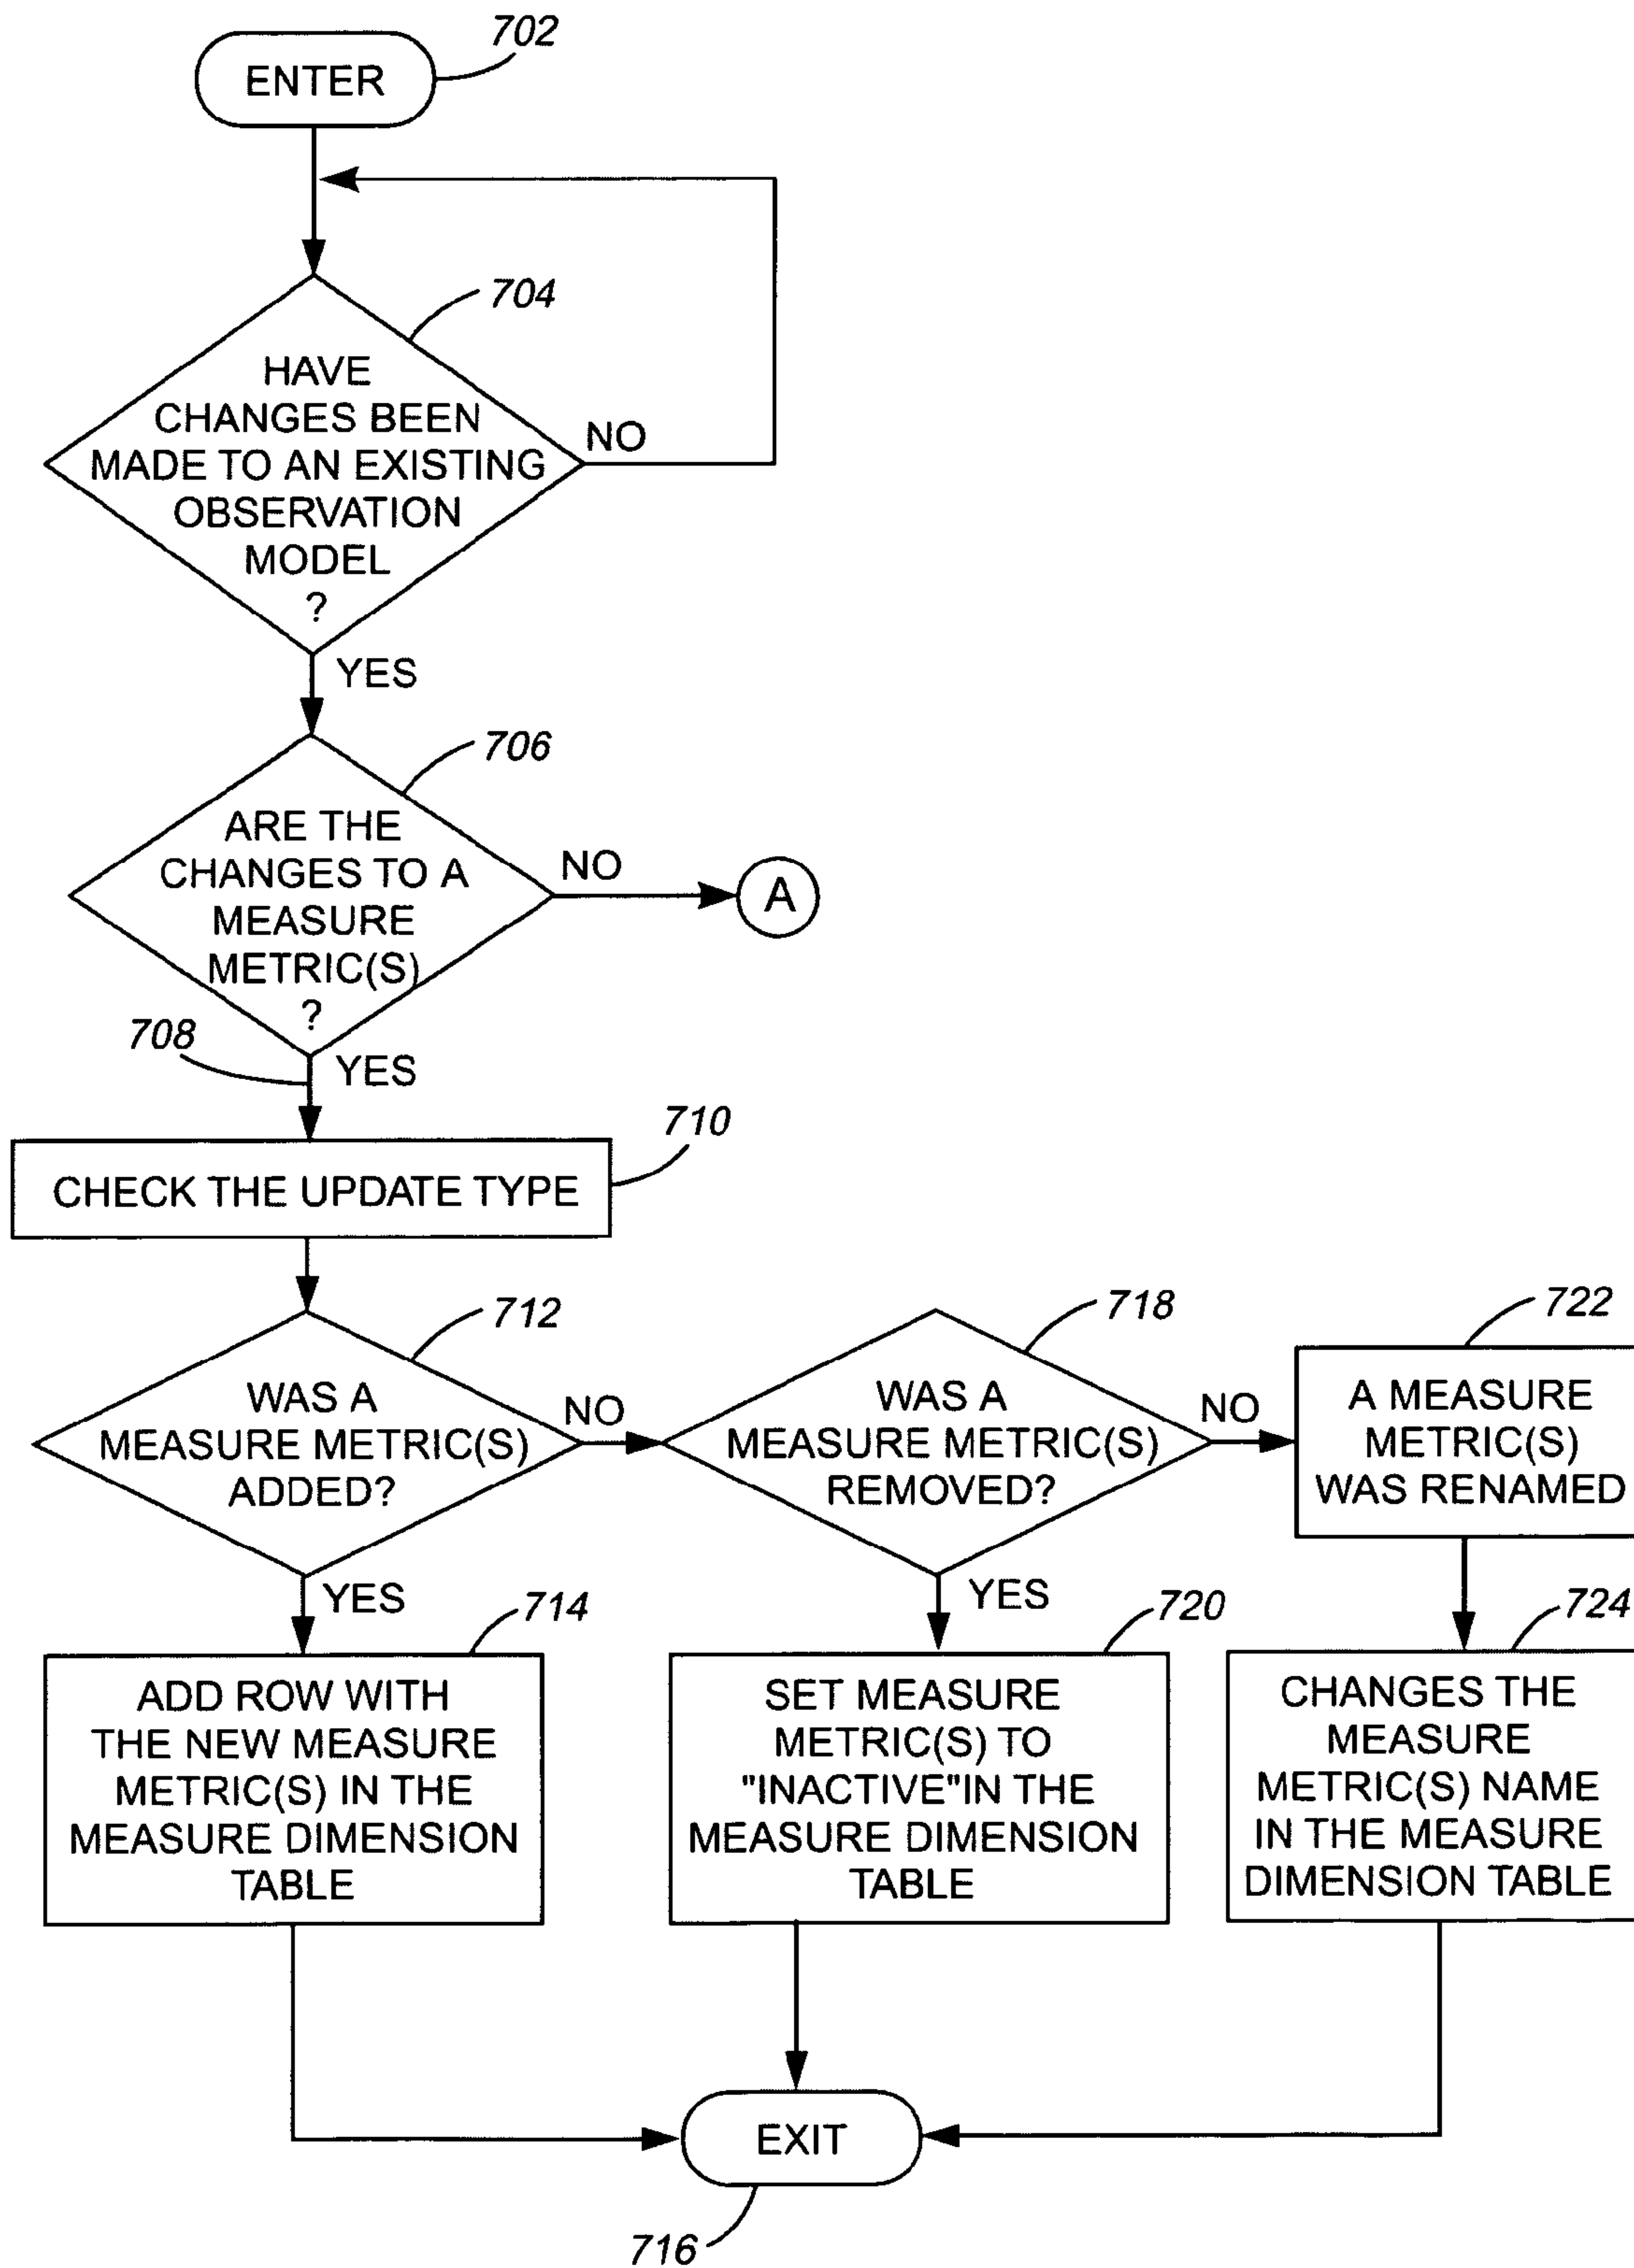 702
ENTER
704
HAVE
CHANGES BEEN
MADE TO AN EXISTING
OBSERVATION
MODEL
?
NO
YES
706
ARE THE
CHANGES TO A
MEASURE
METRIC(S)
?
NO
A
708
YES
710
CHECK THE UPDATE TYPE
712
WAS A
MEASURE METRIC(S)
ADDED?
NO
718
WAS A
MEASURE METRIC(S)
REMOVED?
NO
722
A MEASURE
METRIC(S)
WAS RENAMED
YES
714
ADD ROW WITH
THE NEW MEASURE
METRIC(S) IN THE
MEASURE DIMENSION
TABLE
YES
720
SET MEASURE
METRIC(S) TO
"INACTIVE"IN THE
MEASURE DIMENSION
TABLE
724
CHANGES THE
MEASURE
METRIC(S) NAME
IN THE MEASURE
DIMENSION TABLE
EXIT
716